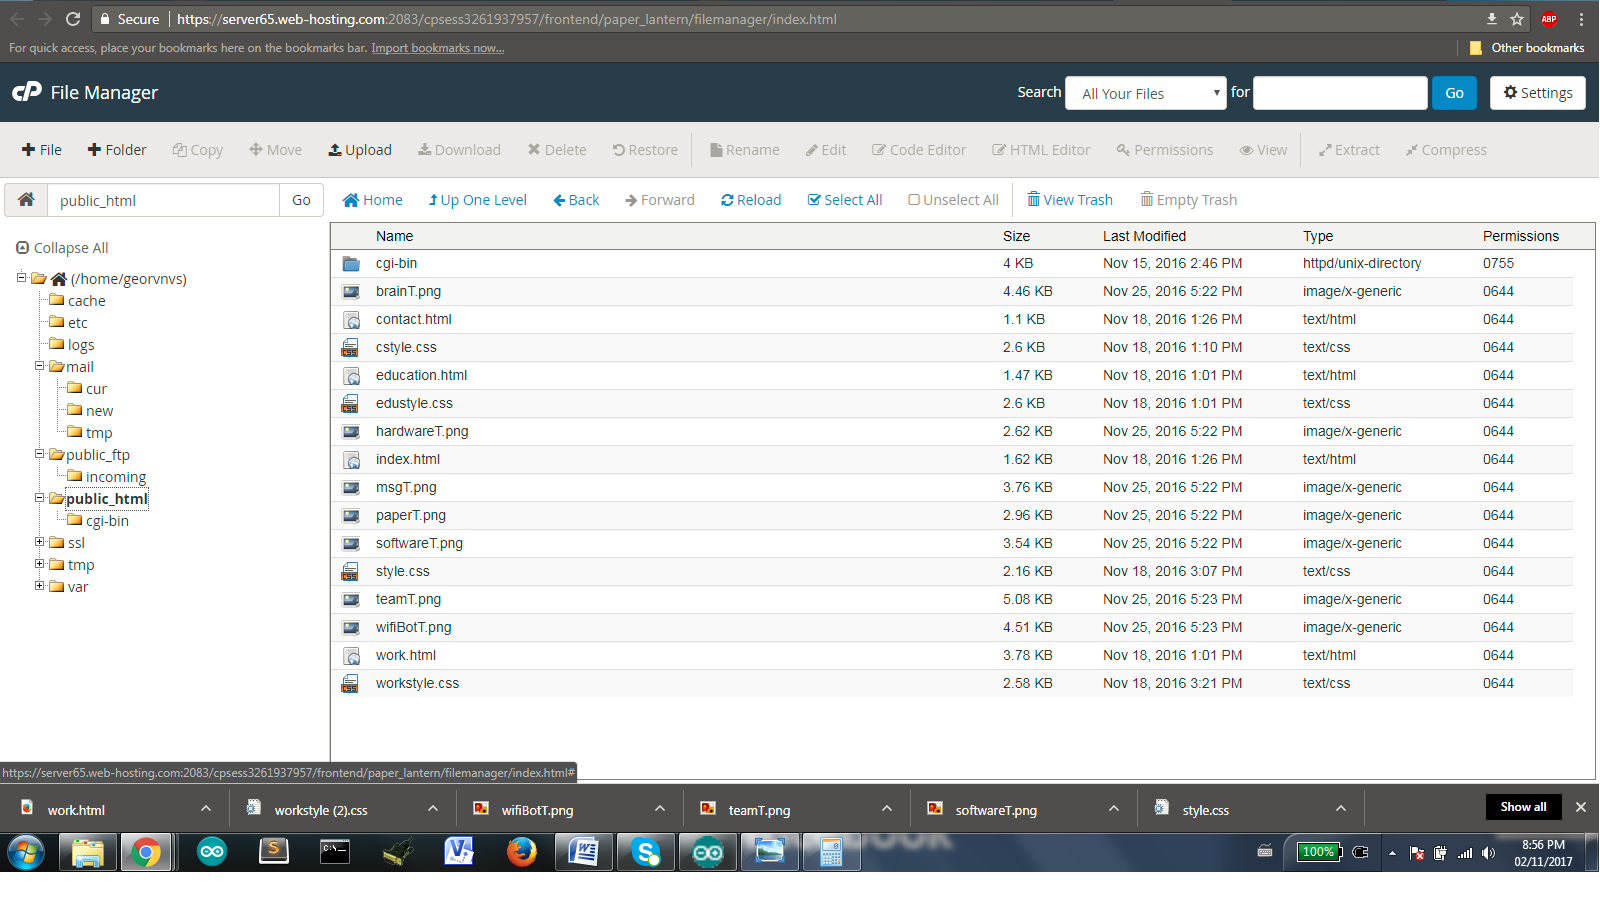 Secure https://server65.web-hosting.com:2083/cpsess3261937957/frontend/paper_lantern/filemanager/index.html ABP
For quick access, place your bookmarks here on the bookmarks bar. Import bookmarks now... Other bookmarks
cP File Manager Search All Your Files for Go Settings
File Folder Copy Move Upload Download Delete Restore Rename Edit Code Editor HTML Editor Permissions View Extract Compress
public_html Go Home Up One Level Back Forward Reload Select All Unselect All View Trash Empty Trash
Collapse All
(/home/georvnvs)
cache
etc
logs
mail
cur
new
tmp
public_ftp
incoming
public_html
cgi-bin
ssl
tmp
var
Name Size Last Modified Type Permissions
cgi-bin 4 KB Nov 15, 2016 2:46 PM httpd/unix-directory 0755
brainT.png 4.46 KB Nov 25, 2016 5:22 PM image/x-generic 0644
contact.html 1.1 KB Nov 18, 2016 1:26 PM text/html 0644
cstyle.css 2.6 KB Nov 18, 2016 1:10 PM text/css 0644
education.html 1.47 KB Nov 18, 2016 1:01 PM text/html 0644
edustyle.css 2.6 KB Nov 18, 2016 1:01 PM text/css 0644
hardwareT.png 2.62 KB Nov 25, 2016 5:22 PM image/x-generic 0644
index.html 1.62 KB Nov 18, 2016 1:26 PM text/html 0644
msgT.png 3.76 KB Nov 25, 2016 5:22 PM image/x-generic 0644
paperT.png 2.96 KB Nov 25, 2016 5:22 PM image/x-generic 0644
softwareT.png 3.54 KB Nov 25, 2016 5:22 PM image/x-generic 0644
style.css 2.16 KB Nov 18, 2016 3:07 PM text/css 0644
teamT.png 5.08 KB Nov 25, 2016 5:23 PM image/x-generic 0644
wifiBotT.png 4.51 KB Nov 25, 2016 5:23 PM image/x-generic 0644
work.html 3.78 KB Nov 18, 2016 1:01 PM text/html 0644
workstyle.css 2.58 KB Nov 18, 2016 3:21 PM text/css 0644
https://server65.web-hosting.com:2083/cpsess3261937957/frontend/paper_lantern/filemanager/index.html#
work.html workstyle (2).css wifiBotT.png teamT.png softwareT.png style.css Show all
100% 8:56 PM
02/11/2017